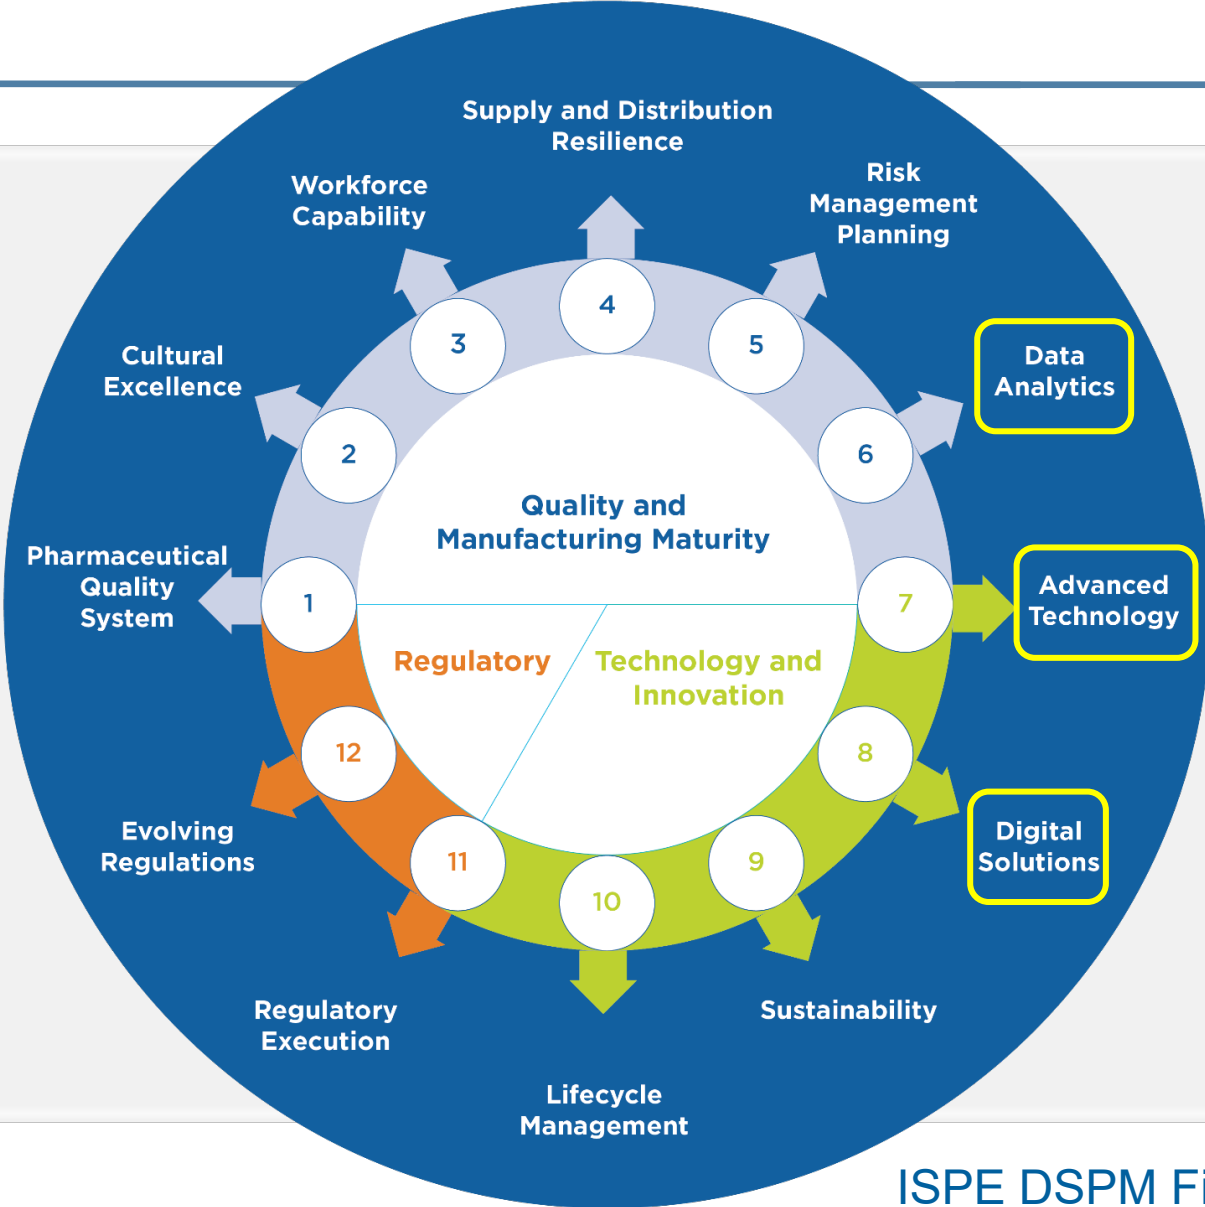 Supply and Distribution
Resilience
Workforce
Capability
Risk
Management
Planning
Cultural
Excellence
Data
Analytics
Pharmaceutical
Quality
System
Advanced
Technology
Evolving
Regulations
Digital
Solutions
Regulatory
Execution
Sustainability
Lifecycle
Management
4
3
5
2
6
1
7
12
8
11
9
10
Quality and
Manufacturing Maturity
Regulatory
Technology and
Innovation
ISPE DSPM Fi